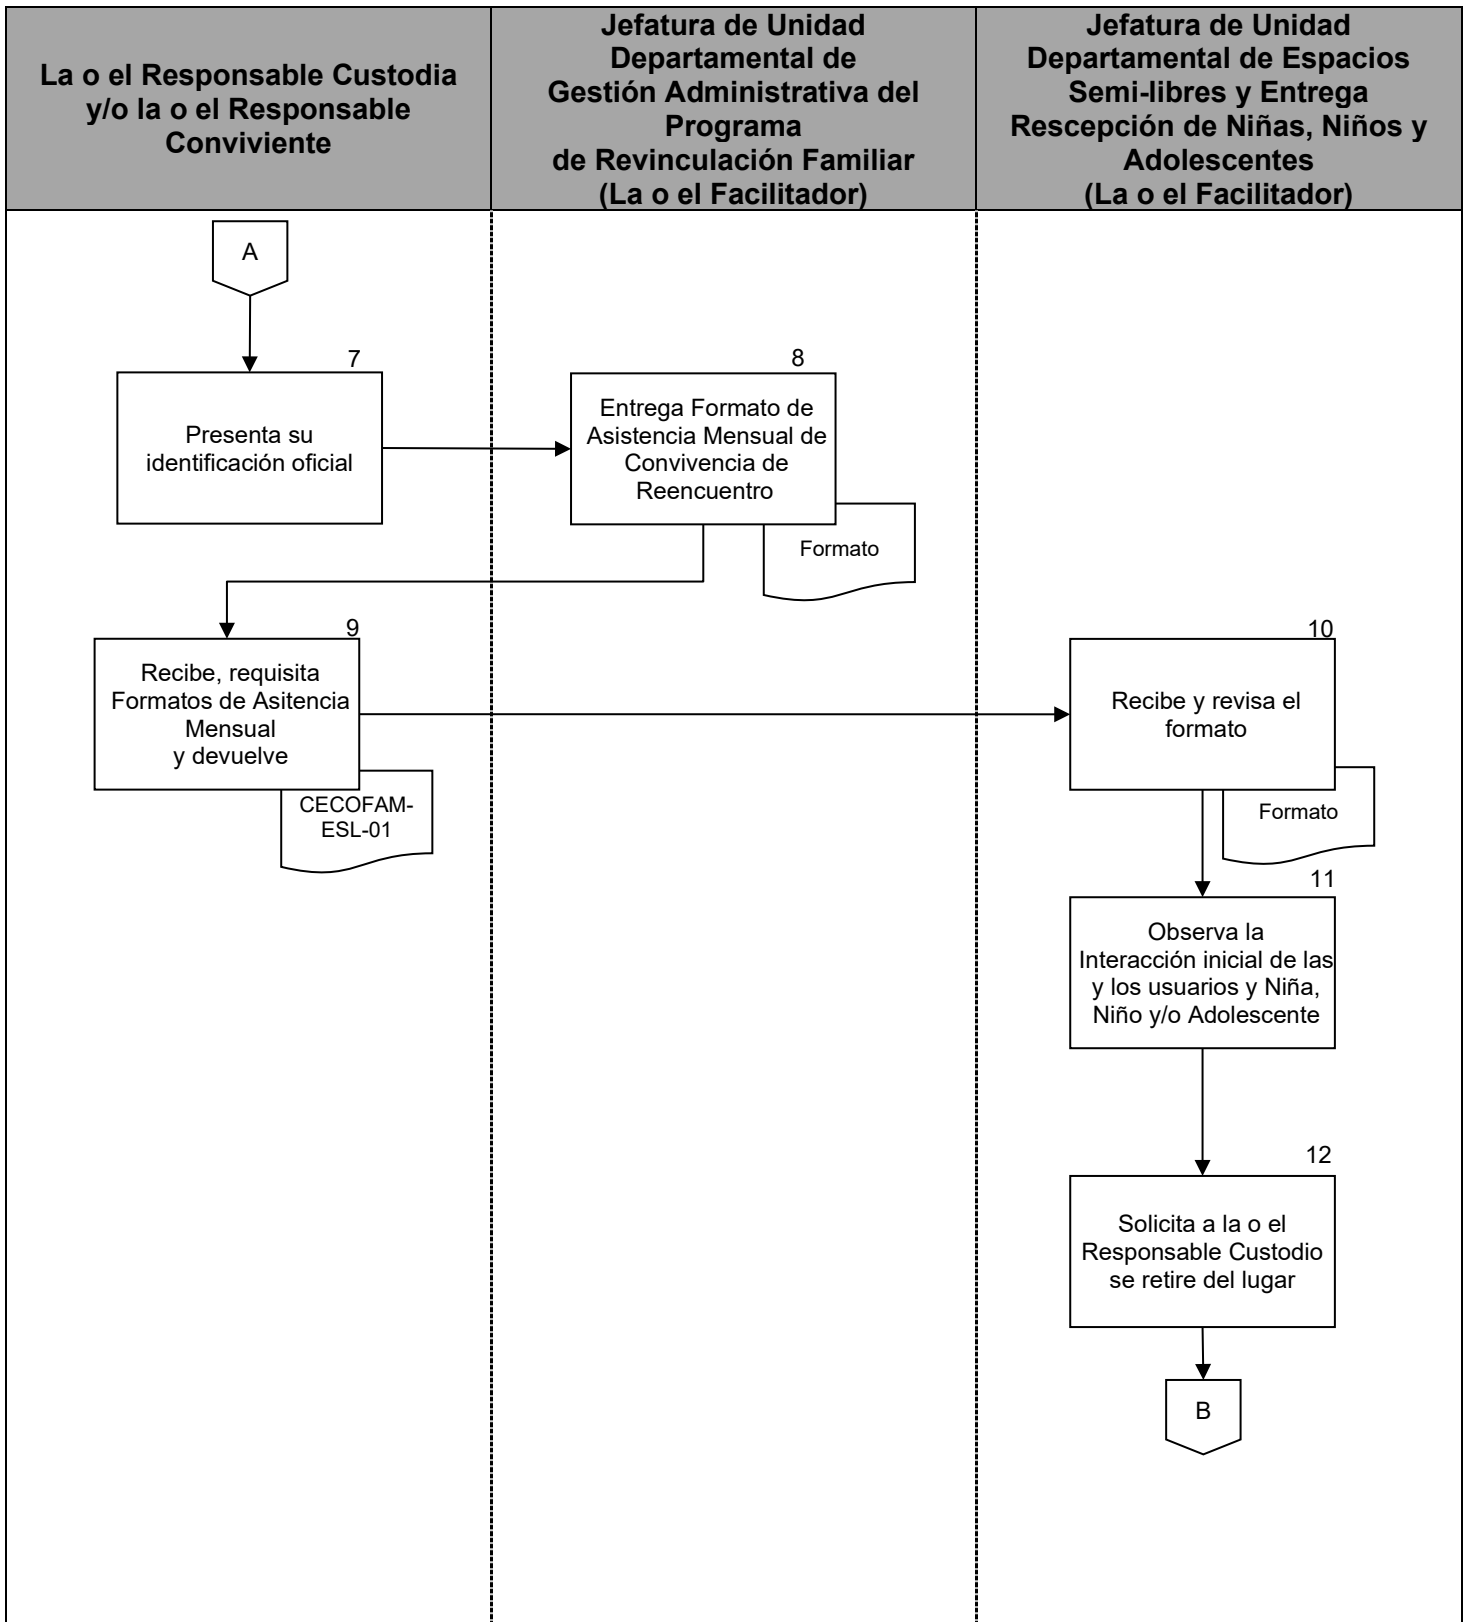 La o el Responsable Custodia
y/o la o el Responsable
Conviviente
Jefatura de Unidad
Departamental de
Gestión Administrativa del
Programa
de Revinculación Familiar
(La o el Facilitador)
Jefatura de Unidad
Departamental de Espacios
Semi-libres y Entrega
Rescepción de Niñas, Niños y
Adolescentes
(La o el Facilitador)
A
7
Presenta su
identificación oficial
8
Entrega Formato de
Asistencia Mensual de
Convivencia de
Reencuentro
Formato
9
Recibe, requisita
Formatos de Asitencia
Mensual
y devuelve
CECOFAM-
ESL-01
10
Recibe y revisa el
formato
Formato
11
Observa la
Interacción inicial de las
y los usuarios y Niña,
Niño y/o Adolescente
12
Solicita a la o el
Responsable Custodio
se retire del lugar
B